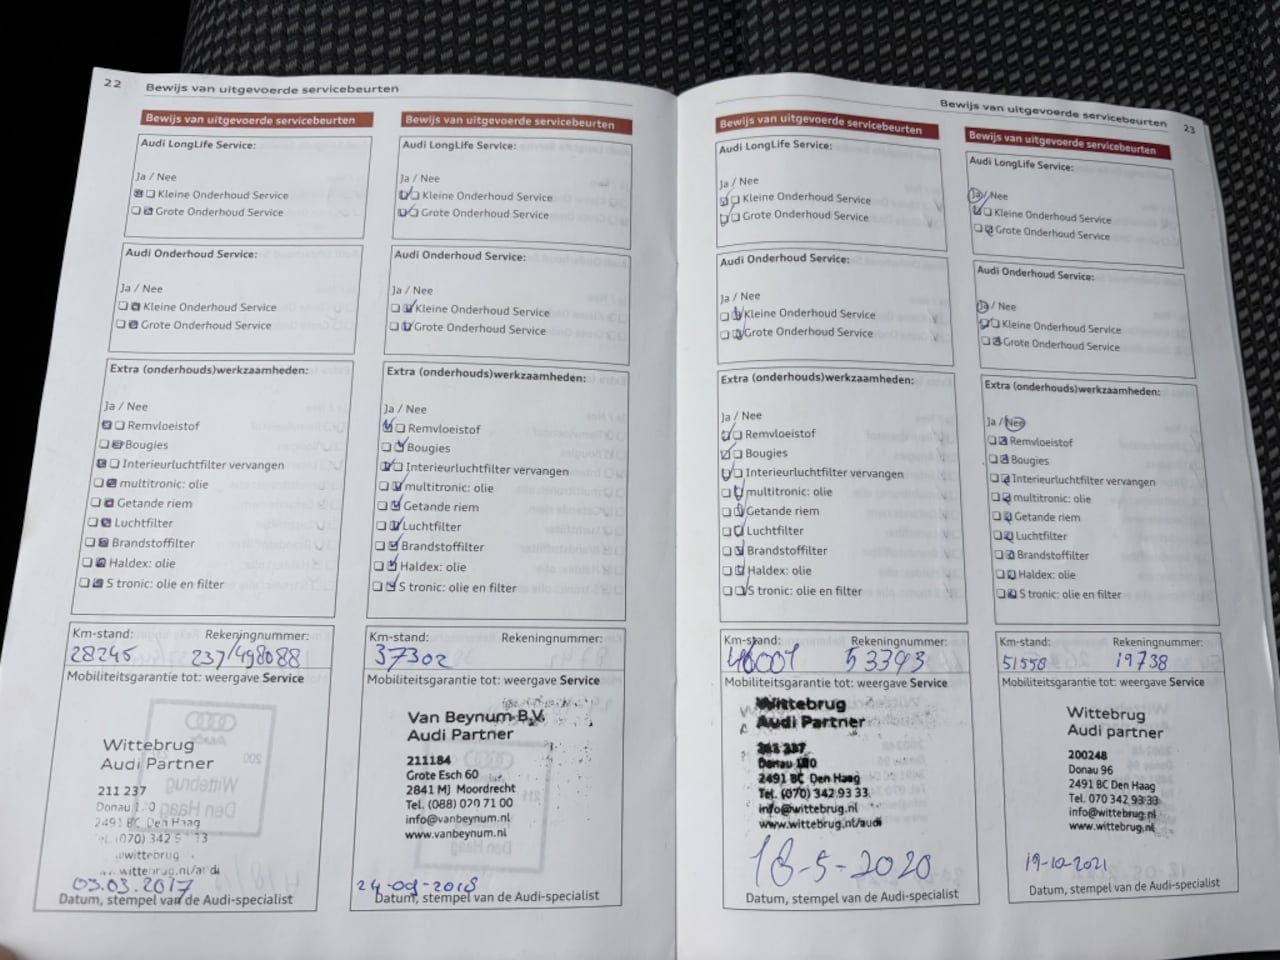 22 Bewijs van uitgevoerde servicebeurten
Bewijs van uitgevoerde servicebeurten
Audi LongLife Service:
Ja / Nee
Kleine Onderhoud Service
Grote Onderhoud Service
Audi Onderhoud Service:
Ja / Nee
Kleine Onderhoud Service
Grote Onderhoud Service
Extra (onderhouds)werkzaamheden:
Ja / Nee
Remvloeistof
Bougies
Interieurluchtfilter vervangen
multitronic: olie
Getande riem
Luchtfilter
Brandstoffilter
Haldex: olie
S tronic: olie en filter
Km-stand: Rekeningnummer:
28245 237/498088
Mobiliteitsgarantie tot: weergave Service
Wittebrug
Audi Partner
211 237
Donau
2491 BC Den Haag
(070) 342
wittebrug
wittebrug.nl/audi
03.03.2017
Datum, stempel van de Audi-specialist
Bewijs van uitgevoerde servicebeurten
Audi LongLife Service:
Ja / Nee
Kleine Onderhoud Service
Grote Onderhoud Service
Audi Onderhoud Service:
Ja / Nee
Kleine Onderhoud Service
Grote Onderhoud Service
Extra (onderhouds)werkzaamheden:
Ja / Nee
Remvloeistof
Bougies
Interieurluchtfilter vervangen
multitronic: olie
Getande riem
Luchtfilter
Brandstoffilter
Haldex: olie
S tronic: olie en filter
Km-stand: Rekeningnummer:
37302
Mobiliteitsgarantie tot: weergave Service
Van Beynum B.V.
Audi Partner
211184
Grote Esch 60
2841 MJ Moordrecht
Tel. (088) 020 71 00
info@vanbeynum.nl
www.vanbeynum.nl
Datum, stempel van de Audi-specialist
Bewijs van uitgevoerde servicebeurten 23
Bewijs van uitgevoerde servicebeurten
Audi LongLife Service:
Ja / Nee
Kleine Onderhoud Service
Grote Onderhoud Service
Audi Onderhoud Service:
Ja / Nee
Kleine Onderhoud Service
Grote Onderhoud Service
Extra (onderhouds)werkzaamheden:
Ja / Nee
Remvloeistof
Bougies
Interieurluchtfilter vervangen
multitronic: olie
Getande riem
Luchtfilter
Brandstoffilter
Haldex: olie
S tronic: olie en filter
Km-stand: Rekeningnummer:
53393
Mobiliteitsgarantie tot: weergave Service
Wittebrug
Audi Partner
211 237
Donau 120
2491 BC Den Haag
Tel. (070) 342 93 33
info@wittebrug.nl
www.wittebrug.nl/audi
18-5-2020
Datum, stempel van de Audi-specialist
Bewijs van uitgevoerde servicebeurten
Audi LongLife Service:
Ja / Nee
Kleine Onderhoud Service
Grote Onderhoud Service
Audi Onderhoud Service:
Ja / Nee
Kleine Onderhoud Service
Grote Onderhoud Service
Extra (onderhouds)werkzaamheden:
Ja / Nee
Remvloeistof
Bougies
Interieurluchtfilter vervangen
multitronic: olie
Getande riem
Luchtfilter
Brandstoffilter
Haldex: olie
S tronic: olie en filter
Km-stand: Rekeningnummer:
51558 19738
Mobiliteitsgarantie tot: weergave Service
Wittebrug
Audi partner
200248
Donau 96
2491 BC Den Haag
Tel. 070 342 93 33
info@wittebrug.nl
www.wittebrug.nl
19-10-2021
Datum, stempel van de Audi-specialist